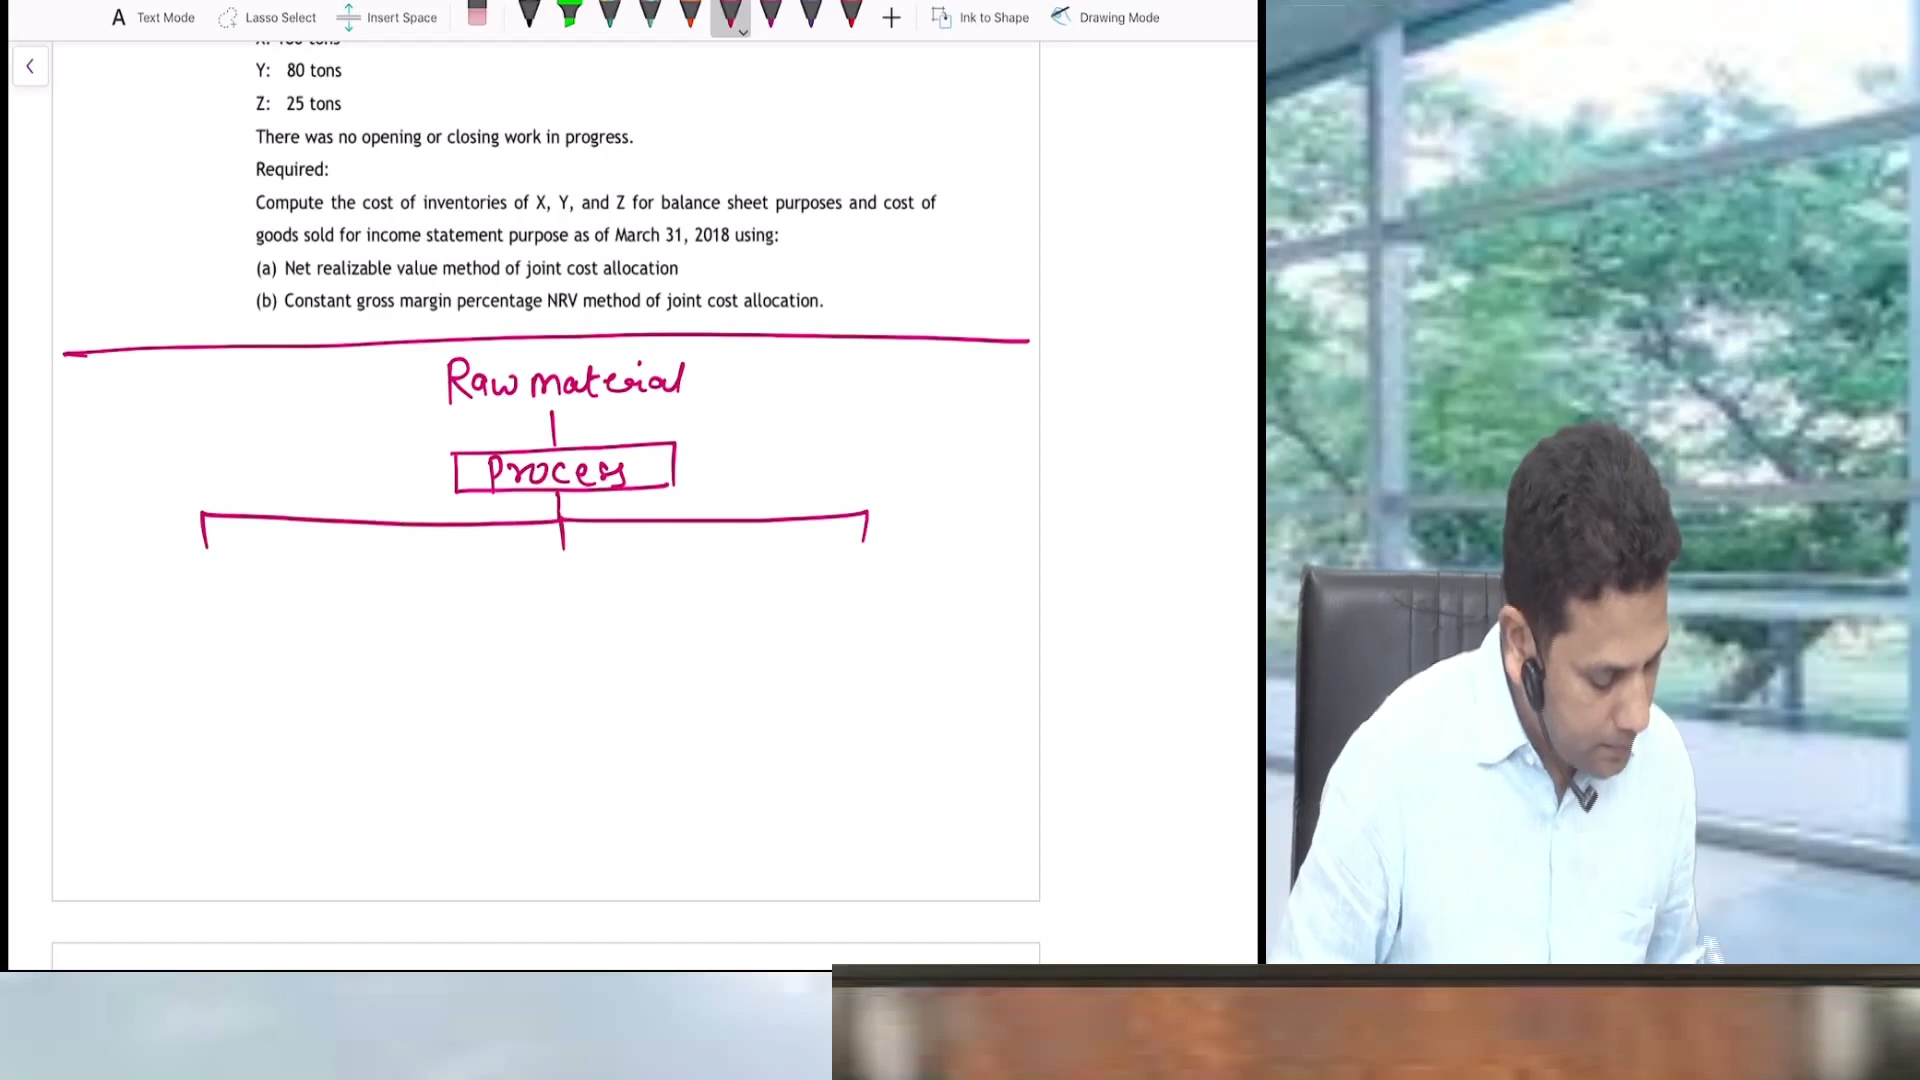 Text Mode Lasso Select Insert Space Ink to Shape Drawing Mode
Y: 80 tons
Z: 25 tons
There was no opening or closing work in progress.
Required:
Compute the cost of inventories of X, Y, and Z for balance sheet purposes and cost of
goods sold for income statement purpose as of March 31, 2018 using:
(a) Net realizable value method of joint cost allocation
(b) Constant gross margin percentage NRV method of joint cost allocation.
Raw material
Process